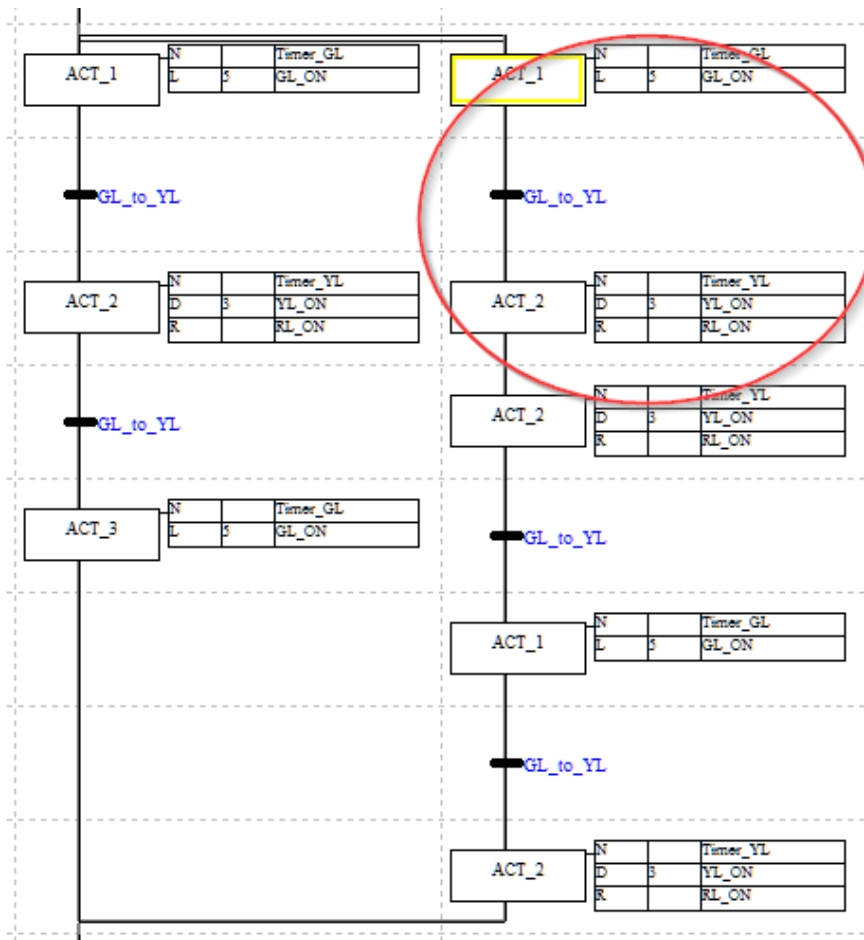 ACT_1 N Timer_GL
L 5 GL_ON
GL_to_YL
ACT_2 N Timer_YL
D 3 YL_ON
R RL_ON
GL_to_YL
ACT_3 N Timer_GL
L 5 GL_ON
ACT_1 N Timer_GL
L 5 GL_ON
GL_to_YL
ACT_2 N Timer_YL
D 3 YL_ON
R RL_ON
ACT_2 N Timer_YL
D 3 YL_ON
R RL_ON
GL_to_YL
ACT_1 N Timer_GL
L 5 GL_ON
GL_to_YL
ACT_2 N Timer_YL
D 3 YL_ON
R RL_ON